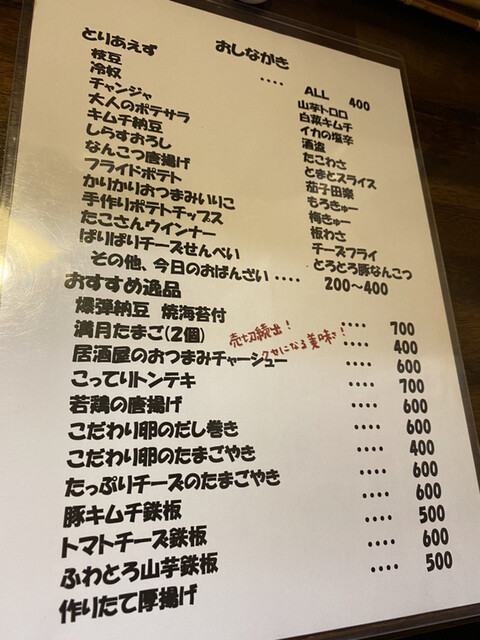 おしながき
とりあえず .... ALL 400
枝豆
冷奴
チャンジャ
大人のポテサラ
キムチ納豆
しらすおろし
なんこつ唐揚げ
フライドポテト
かりかりおつまみいりこ
手作りポテトチップス
たこさんウインナー
ぱりぱりチーズせんべい
山芋トロロ
白菜キムチ
イカの塩辛
酒盗
たこわさ
とまとスライス
茄子田楽
もろきゅー
梅きゅー
板わさ
チーズフライ
とろとろ豚なんこつ
その他、今日のおばんざい .... 200～400
おすすめ逸品
爆弾納豆 焼海苔付 .... 700
満月たまご(2個) 売切続出! .... 400
居酒屋のおつまみチャーシュー クセになる美味さ! .... 600
こってりトンテキ .... 700
若鶏の唐揚げ .... 600
こだわり卵のだし巻き .... 600
こだわり卵のたまごやき .... 400
たっぷりチーズのたまごやき .... 600
豚キムチ鉄板 .... 600
トマトチーズ鉄板 .... 500
ふわとろ山芋鉄板 .... 600
作りたて厚揚げ .... 500